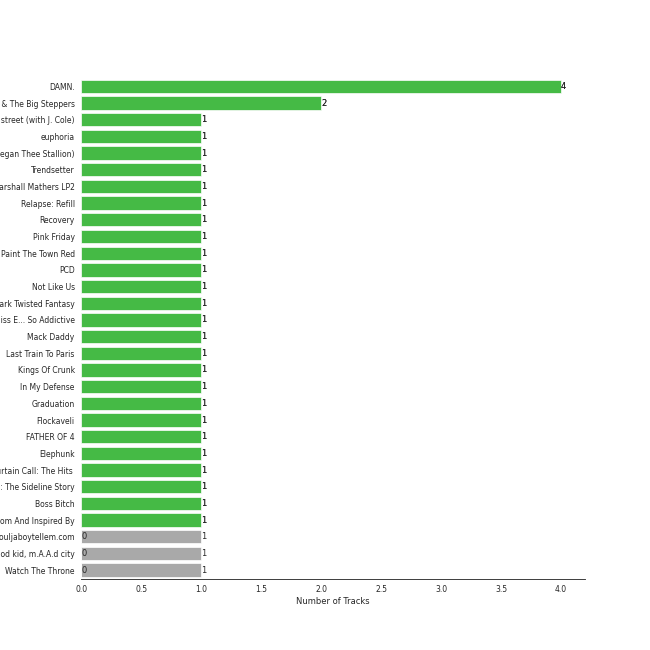 DAMN. 4
& The Big Steppers 2
street (with J. Cole) 1
euphoria 1
egan Thee Stallion) 1
Trendsetter 1
arshall Mathers LP2 1
Relapse: Refill 1
Recovery 1
Pink Friday 1
Paint The Town Red 1
PCD 1
Not Like Us 1
ark Twisted Fantasy 1
iss E... So Addictive 1
Mack Daddy 1
Last Train To Paris 1
Kings Of Crunk 1
In My Defense 1
Graduation 1
Flockaveli 1
FATHER OF 4 1
Elephunk 1
rtain Call: The Hits 1
: The Sideline Story 1
Boss Bitch 1
om And Inspired By 1
ouljaboytellem.com 0 1
od kid, m.A.A.d city 0 1
Watch The Throne 0 1
0.0 0.5 1.0 1.5 2.0 2.5 3.0 3.5 4.0
Number of Tracks